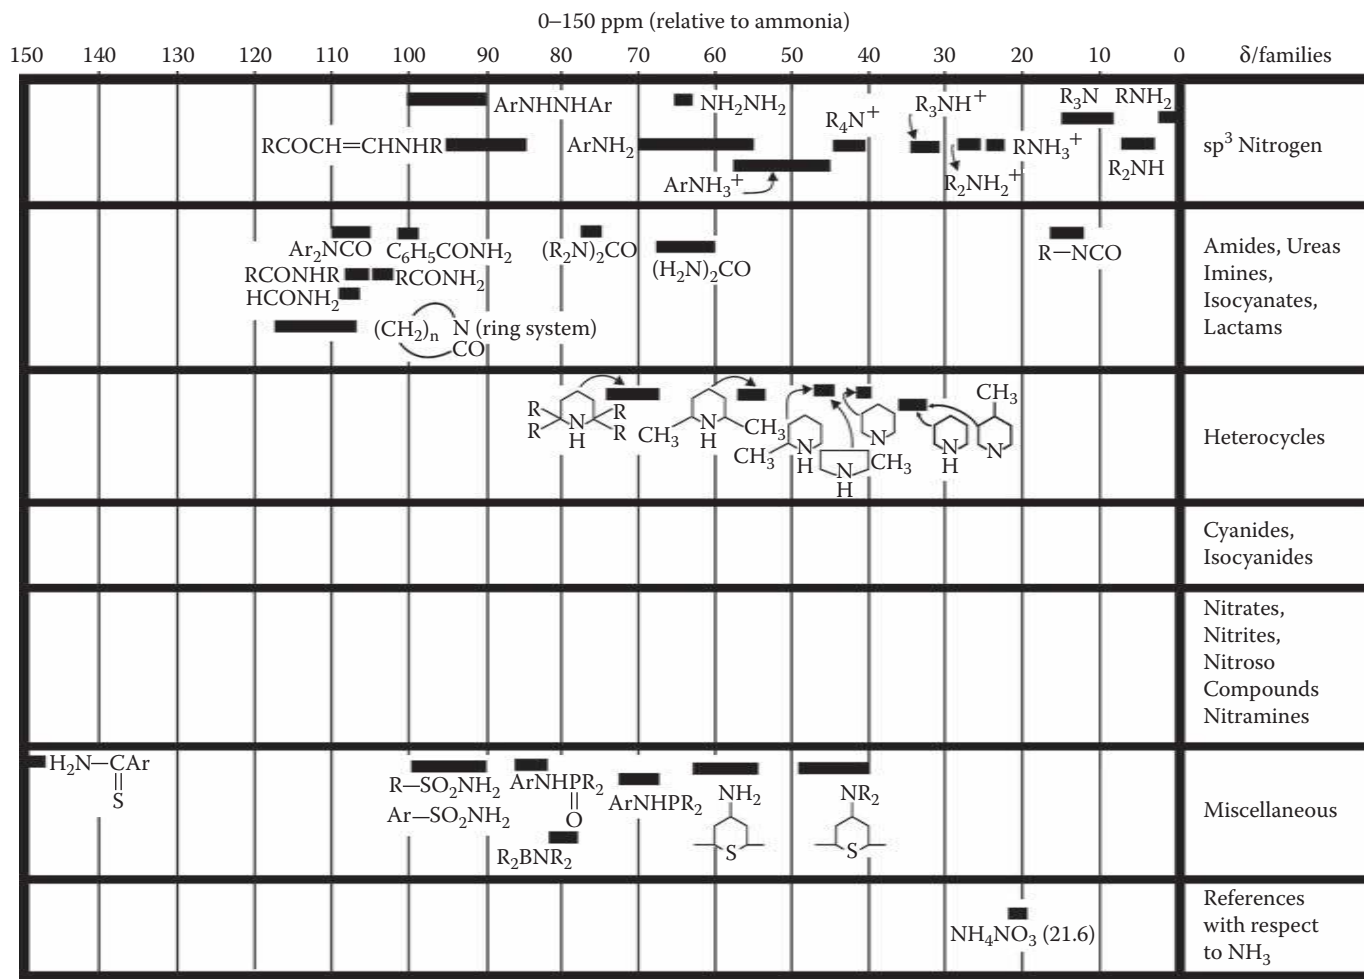 0–150 ppm (relative to ammonia)
150 140 130 120 110 100 90 80 70 60 50 40 30 20 10 0 δ/families
ArNHNHAr
NH₂NH₂
R₄N⁺
R₃NH⁺
R₃N
RNH₂
RCOCH=CHNHR
ArNH₂
ArNH₃⁺
R₂NH₂⁺
RNH₃⁺
R₂NH
sp³ Nitrogen
Ar₂NCO
C₆H₅CONH₂
(R₂N)₂CO
(H₂N)₂CO
R—NCO
RCONHR
RCONH₂
HCONH₂
(CH₂)ₙ N (ring system)
CO
Amides, Ureas
Imines,
Isocyanates,
Lactams
R R
R N R
H
CH₃ N CH₃
H
CH₃ N
H
N
H
N
CH₃
N
H
CH₃
N
Heterocycles
Cyanides,
Isocyanides
Nitrates,
Nitrites,
Nitroso
Compounds
Nitramines
H₂N—CAr
S
R—SO₂NH₂
Ar—SO₂NH₂
ArNHPR₂
O
R₂BNR₂
ArNHPR₂
NH₂
S
NR₂
S
Miscellaneous
NH₄NO₃ (21.6)
References
with respect
to NH₃